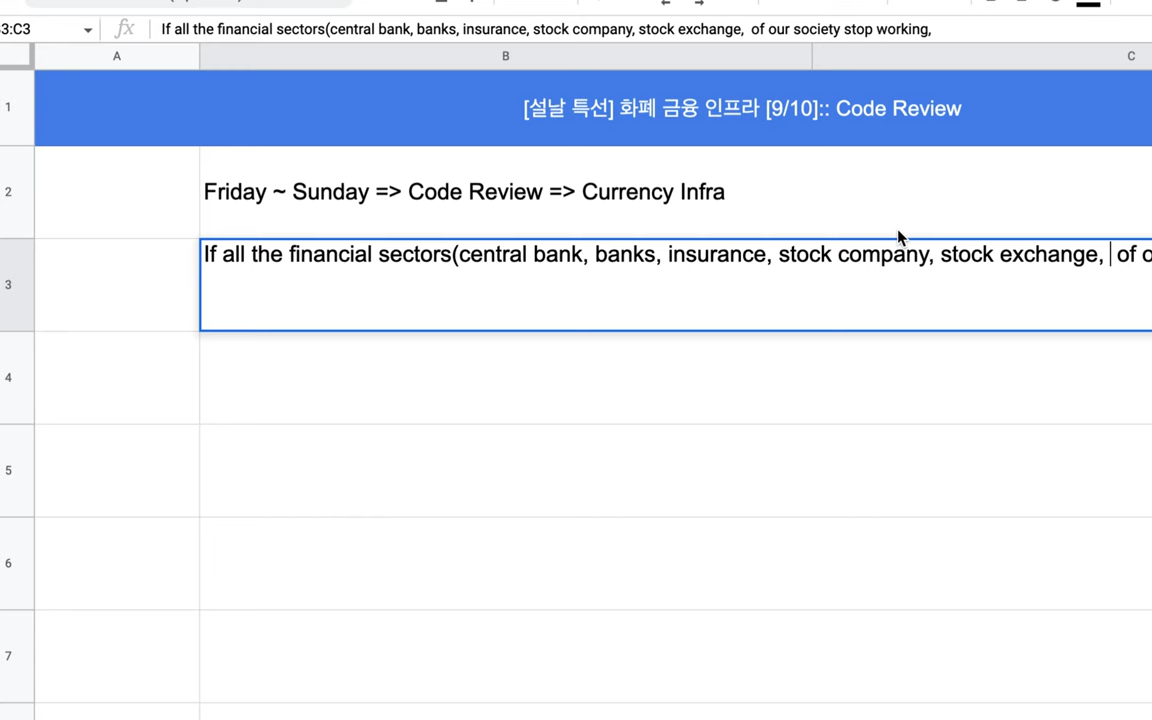 3:C3
fx
If all the financial sectors(central bank, banks, insurance, stock company, stock exchange,  of our society stop working,
A
B
C
1
[설날 특선] 화폐 금융 인프라 [9/10]:: Code Review
2
Friday ~ Sunday => Code Review => Currency Infra
3
If all the financial sectors(central bank, banks, insurance, stock company, stock exchange,  of o
4
5
6
7